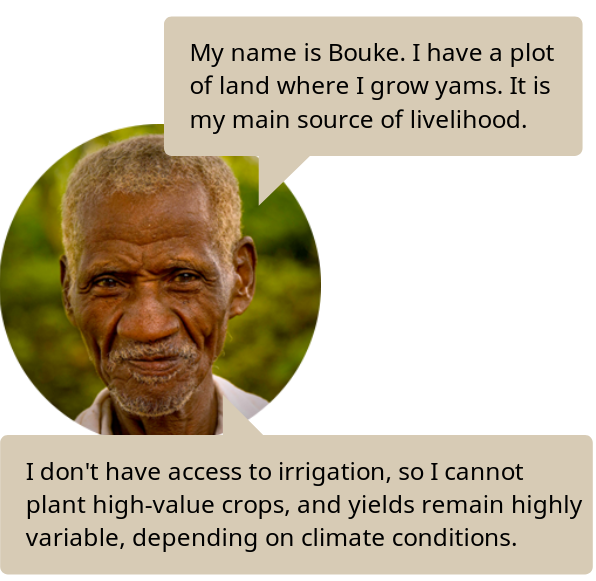 My name is Bouke. I have a plot
of land where I grow yams. It is
my main source of livelihood.
I don't have access to irrigation, so I cannot
plant high-value crops, and yields remain highly
variable, depending on climate conditions.